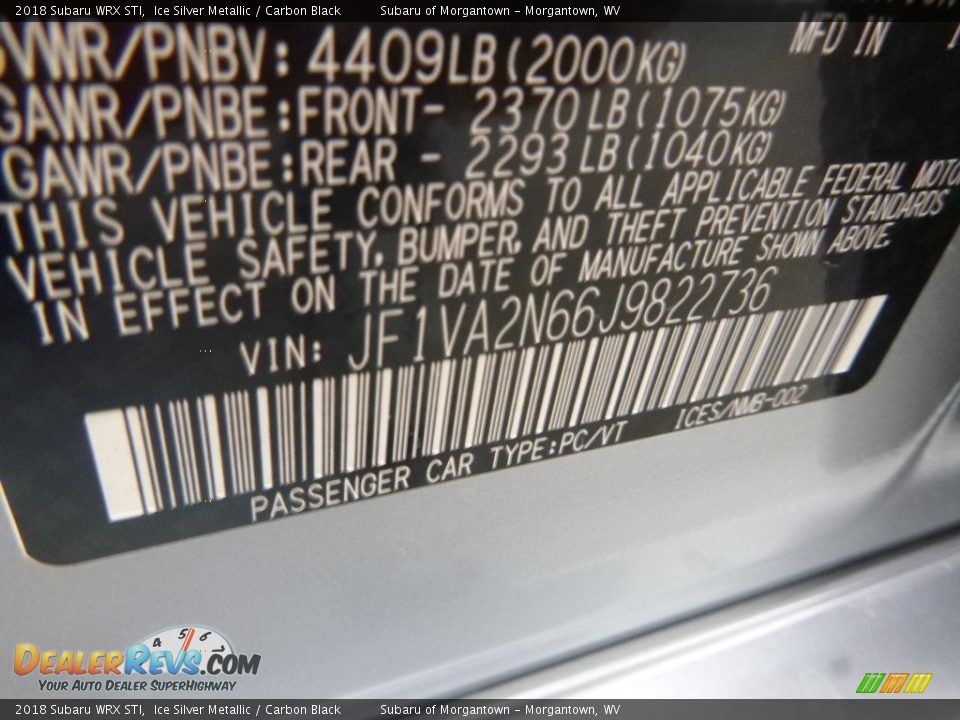 2018 Subaru WRX STI, Ice Silver Metallic / Carbon Black Subaru of Morgantown - Morgantown, WV
MFD IN
GVWR/PNBV: 4409LB(2000KG)
GAWR/PNBE:FRONT- 2370LB(1075KG)
GAWR/PNBE:REAR - 2293LB(1040KG)
THIS VEHICLE CONFORMS TO ALL APPLICABLE FEDERAL MOTO
VEHICLE SAFETY, BUMPER, AND THEFT PREVENTION STANDARDS
IN EFFECT ON THE DATE OF MANUFACTURE SHOWN ABOVE.
VIN: JF1VA2N66J9822736
PASSENGER CAR TYPE:PC/VT ICES/NMB-002
4 5 6
DEALERREVS.COM
YOUR AUTO DEALER SUPERHIGHWAY
2018 Subaru WRX STI, Ice Silver Metallic / Carbon Black Subaru of Morgantown - Morgantown, WV